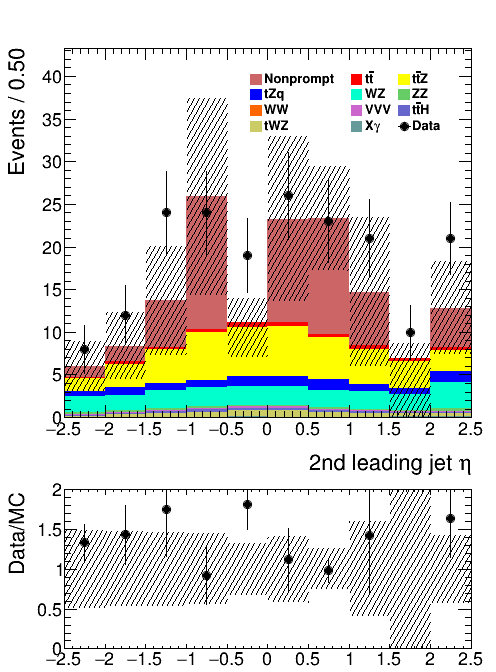 Events / 0.50
40
35
30
25
20
15
10
5
0
Nonprompt tt̄ tt̄Z
tZq WZ ZZ
WW VVV tt̄H
tWZ Xγ Data
−2.5 −2 −1.5 −1 −0.5 0 0.5 1 1.5 2 2.5
2nd leading jet η
Data/MC
2
1.5
1
0.5
0
−2.5 −2 −1.5 −1 −0.5 0 0.5 1 1.5 2 2.5